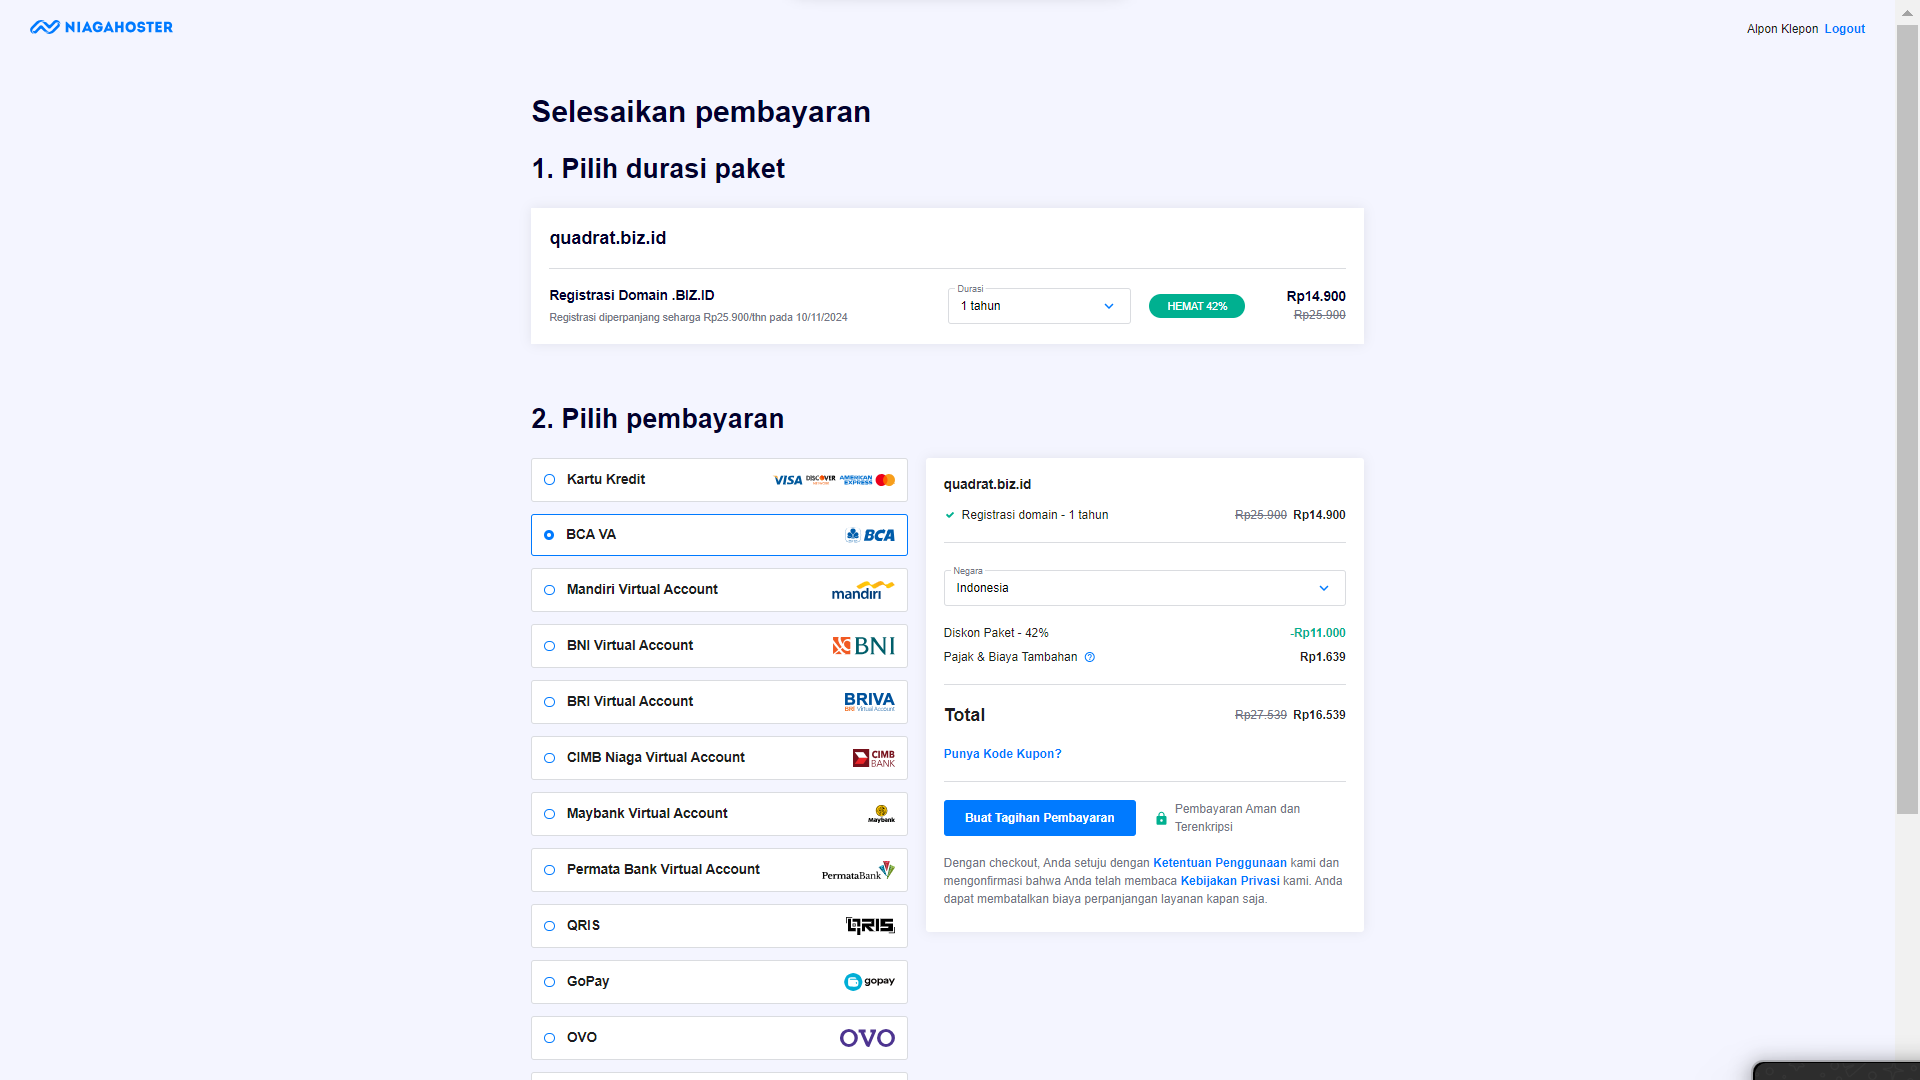 NIAGAHOSTER
Alpon Klepon Logout
Selesaikan pembayaran
1. Pilih durasi paket
quadrat.biz.id
Registrasi Domain .BIZ.ID
Registrasi diperpanjang seharga Rp25.900/thn pada 10/11/2024
Durasi
1 tahun
HEMAT 42%
Rp14.900
Rp25.900
2. Pilih pembayaran
Kartu Kredit VISA DISCOVER AMERICAN EXPRESS
BCA VA BCA
Mandiri Virtual Account mandiri
BNI Virtual Account BNI
BRI Virtual Account BRIVA
BRI Virtual Account
CIMB Niaga Virtual Account CIMB BANK
Maybank Virtual Account Maybank
Permata Bank Virtual Account PermataBank
QRIS QRIS
GoPay gopay
OVO OVO
quadrat.biz.id
Registrasi domain - 1 tahun Rp25.900 Rp14.900
Negara
Indonesia
Diskon Paket - 42% -Rp11.000
Pajak & Biaya Tambahan Rp1.639
Total Rp27.539 Rp16.539
Punya Kode Kupon?
Buat Tagihan Pembayaran
Pembayaran Aman dan
Terenkripsi
Dengan checkout, Anda setuju dengan Ketentuan Penggunaan kami dan
mengonfirmasi bahwa Anda telah membaca Kebijakan Privasi kami. Anda
dapat membatalkan biaya perpanjangan layanan kapan saja.